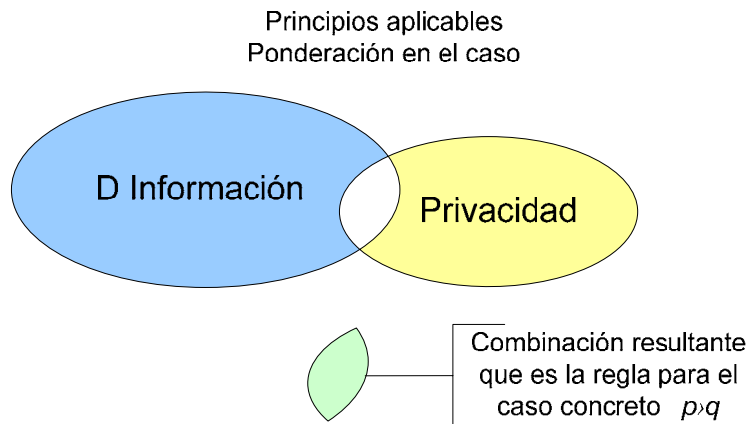 Principios aplicables
Ponderación en el caso
D Información
Privacidad
Combinación resultante
que es la regla para el
caso concreto p›q